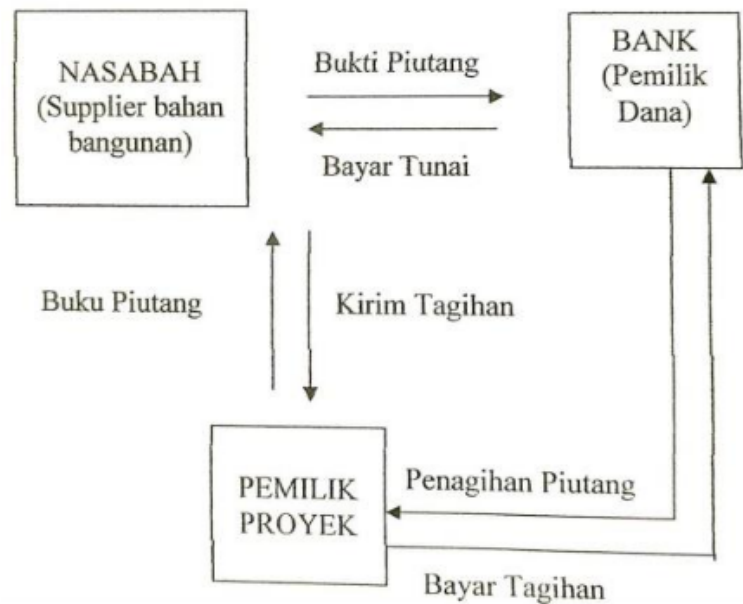 NASABAH
(Supplier bahan
bangunan)
Bukti Piutang
Bayar Tunai
BANK
(Pemilik
Dana)
Buku Piutang
Kirim Tagihan
PEMILIK
PROYEK
Penagihan Piutang
Bayar Tagihan